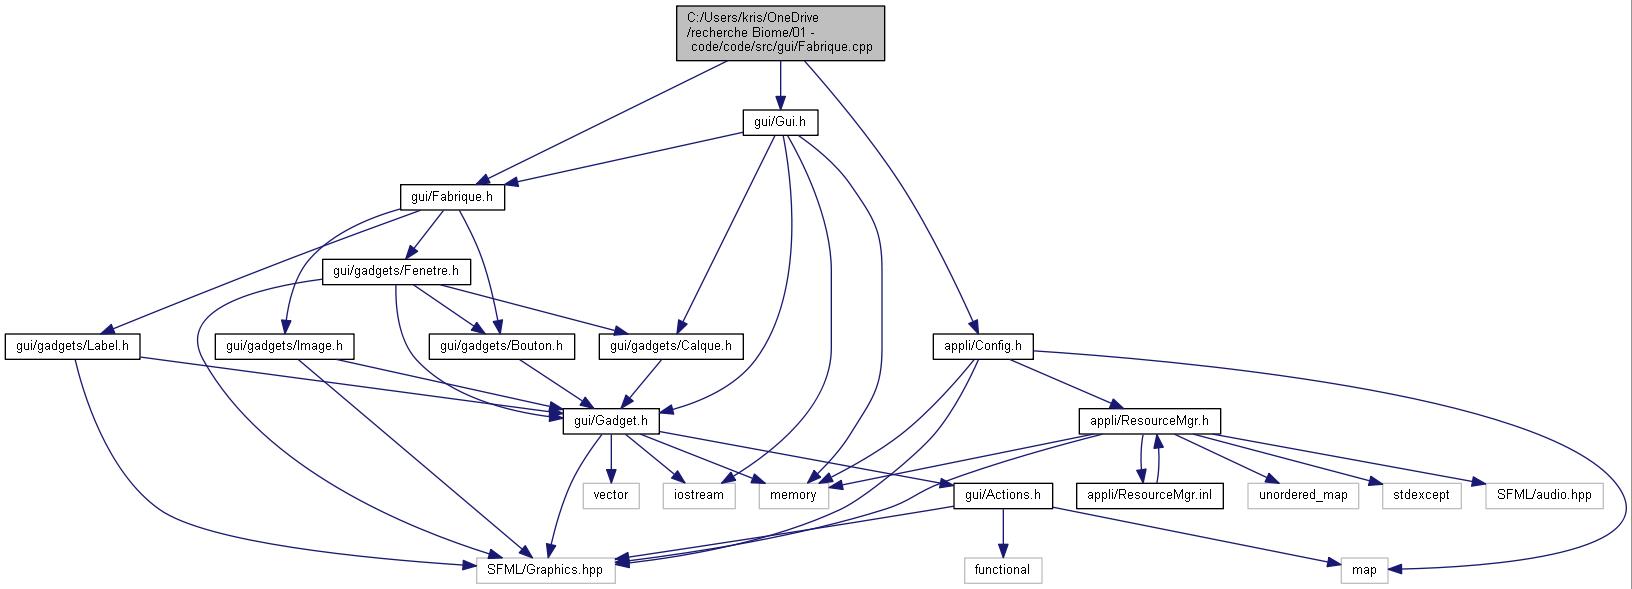 C:/Users/kris/OneDrive
/recherche Biome/01 -
code/code/src/gui/Fabrique.cpp
gui/Gui.h
gui/Fabrique.h
gui/gadgets/Fenetre.h
gui/gadgets/Label.h
gui/gadgets/Image.h
gui/gadgets/Bouton.h
gui/gadgets/Calque.h
appli/Config.h
gui/Gadget.h
appli/ResourceMgr.h
vector
iostream
memory
gui/Actions.h
appli/ResourceMgr.inl
unordered_map
stdexcept
SFML/audio.hpp
SFML/Graphics.hpp
functional
map